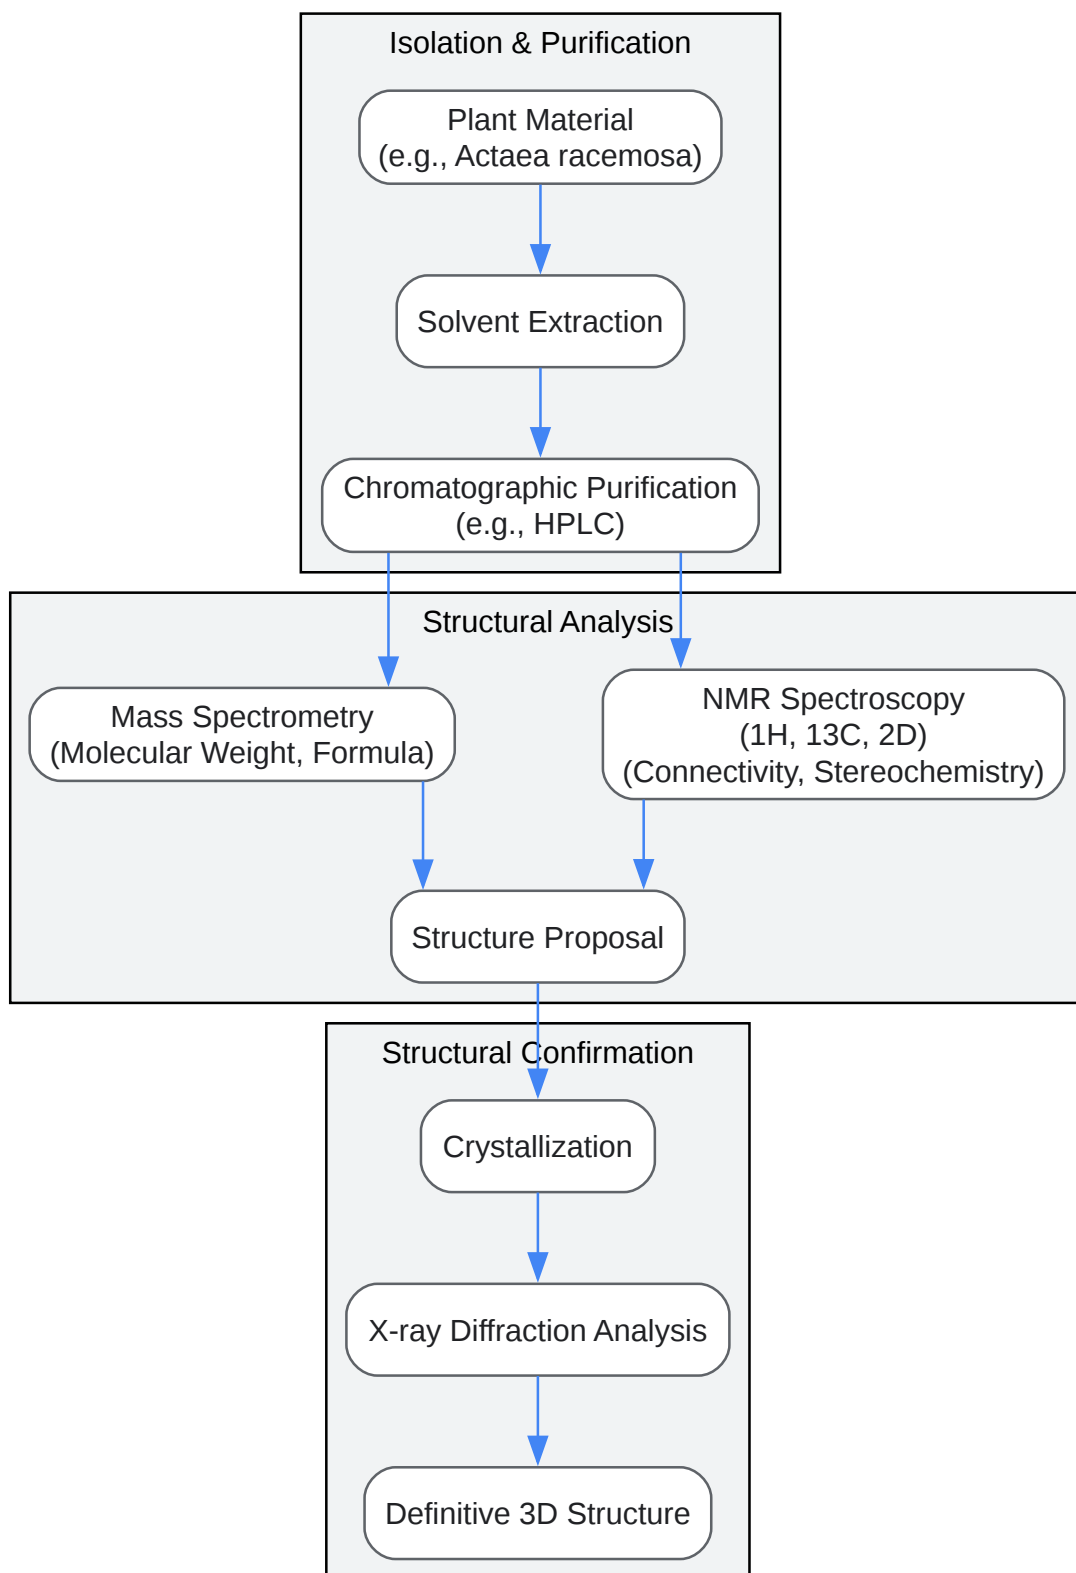 Isolation & Purification
Plant Material
(e.g., Actaea racemosa)
Solvent Extraction
Chromatographic Purification
(e.g., HPLC)
Structural Analysis
Mass Spectrometry
(Molecular Weight, Formula)
NMR Spectroscopy
(1H, 13C, 2D)
(Connectivity, Stereochemistry)
Structure Proposal
Structural Confirmation
Crystallization
X-ray Diffraction Analysis
Definitive 3D Structure